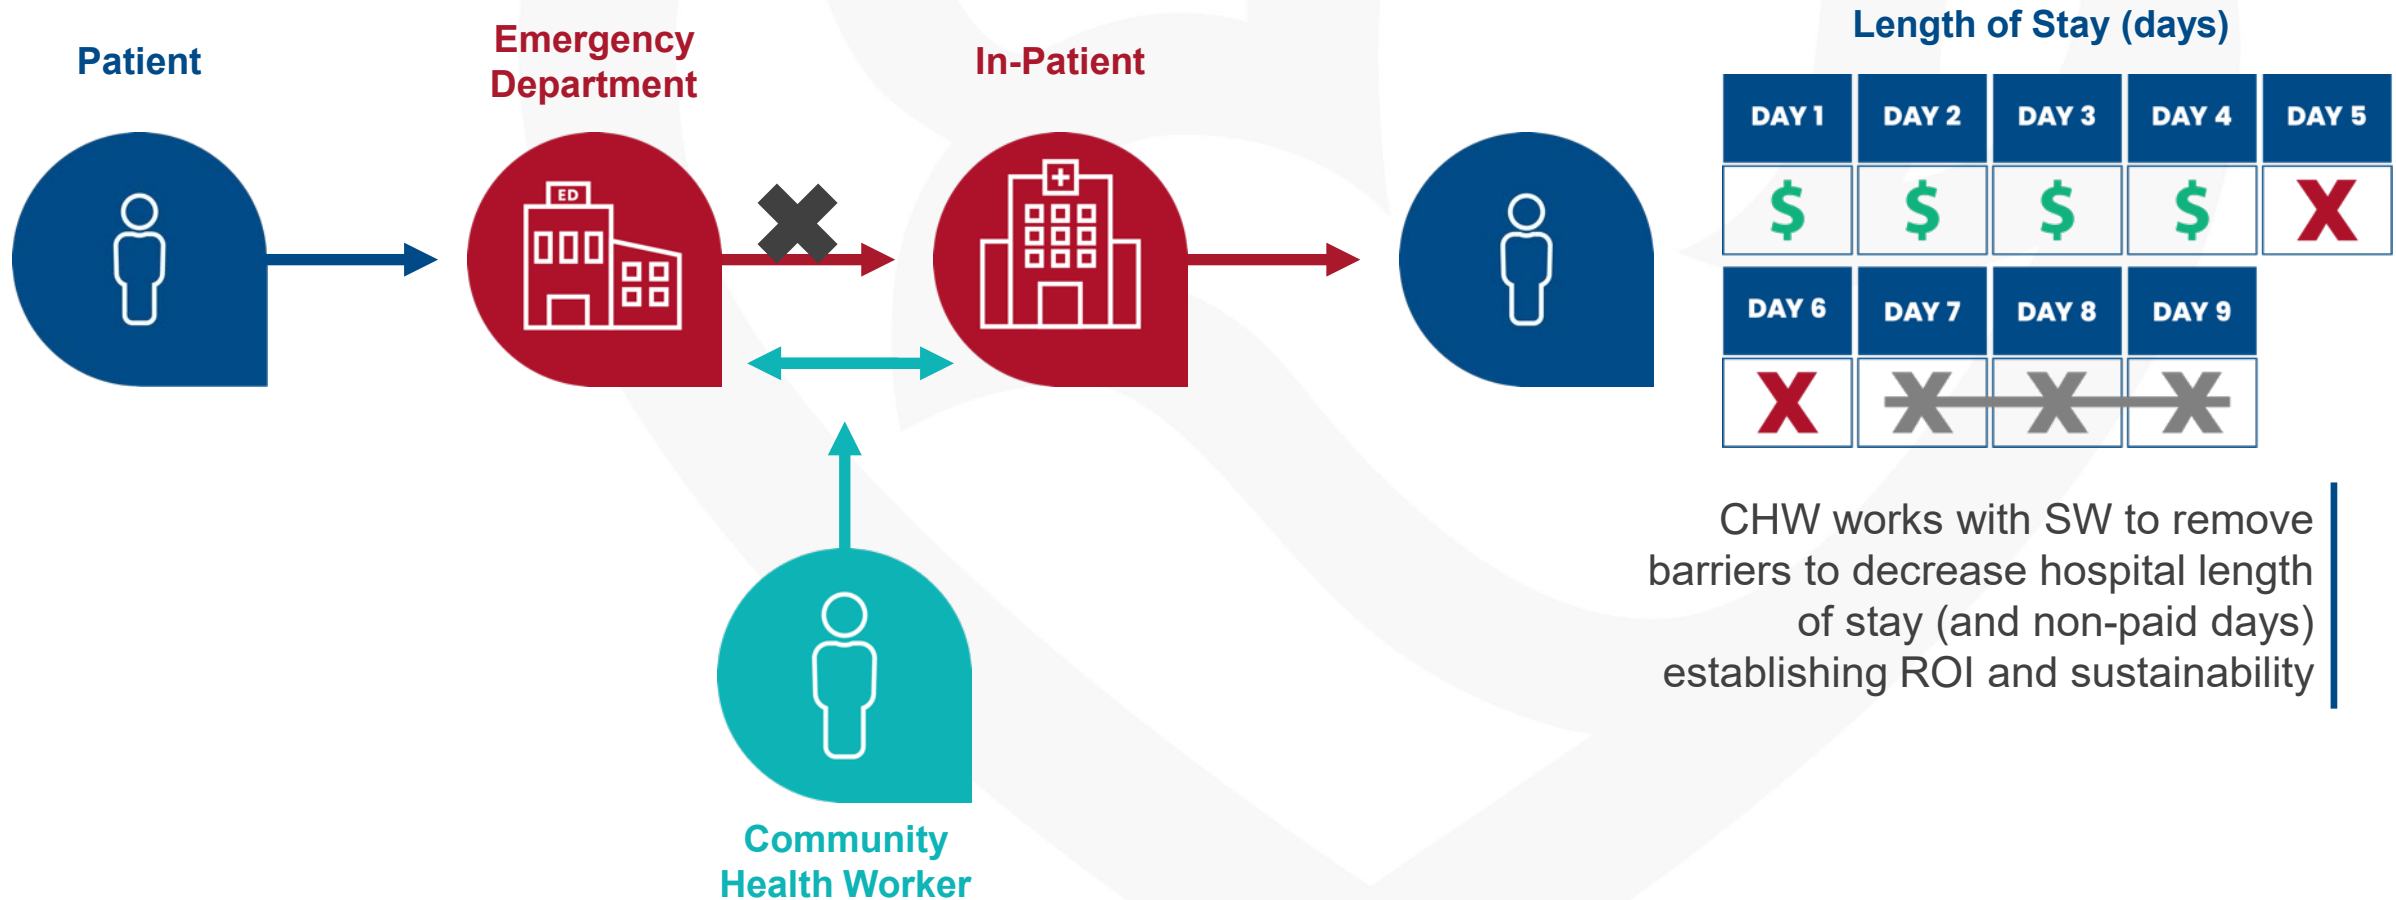 Patient
Emergency
Department
ED
In-Patient
Community
Health Worker
Length of Stay (days)
DAY 1 DAY 2 DAY 3 DAY 4 DAY 5
$ $ $ $ X
DAY 6 DAY 7 DAY 8 DAY 9
X X X X
CHW works with SW to remove
barriers to decrease hospital length
of stay (and non-paid days)
establishing ROI and sustainability